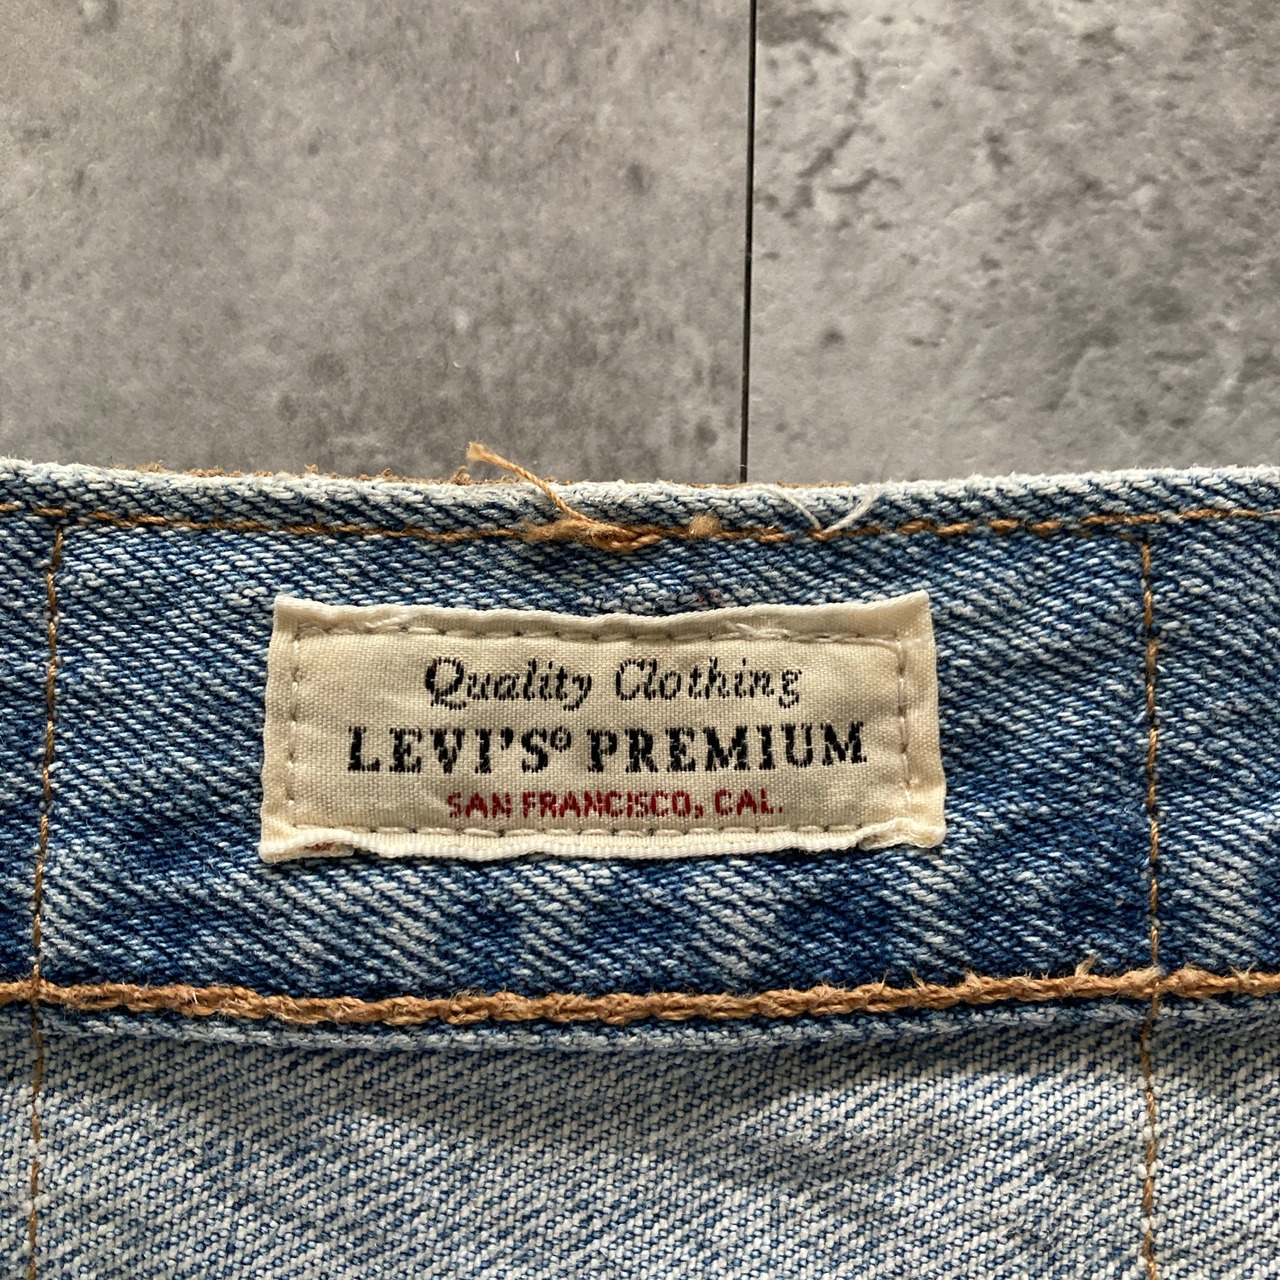 Quality Clothing
LEVI'S® PREMIUM
SAN FRANCISCO, CAL.